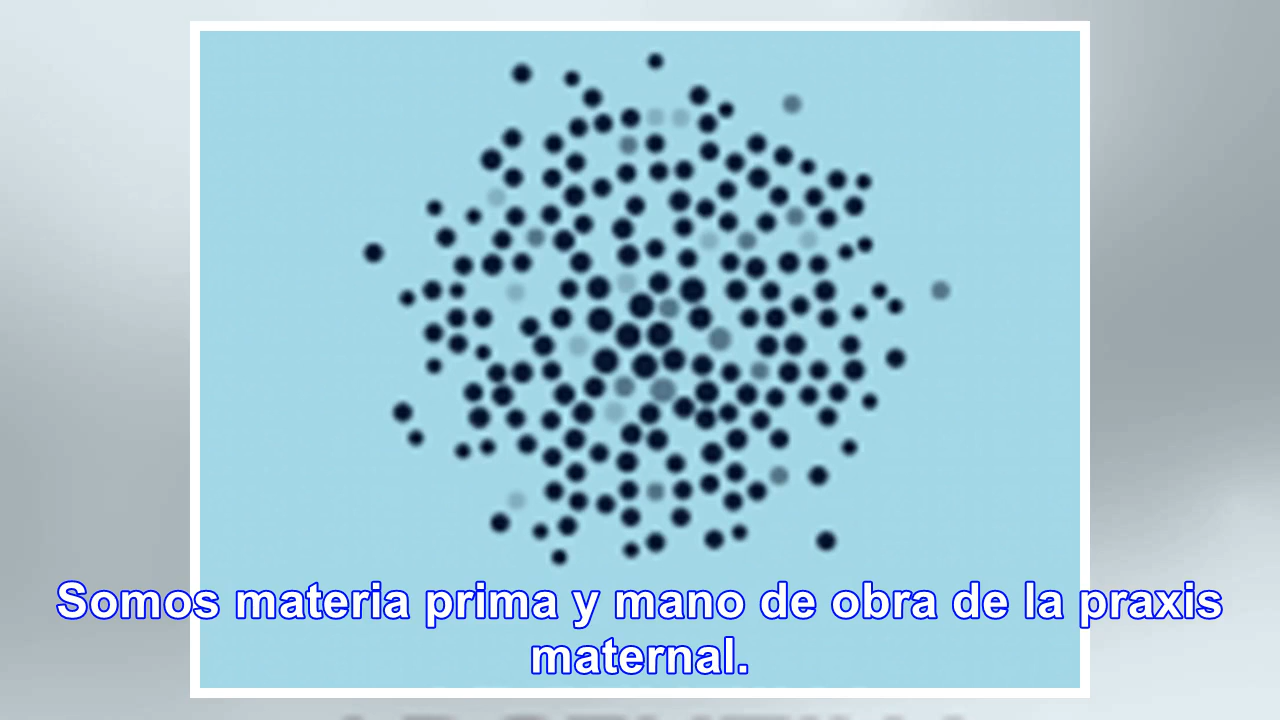 Somos materia prima y mano de obra de la praxis
maternal.